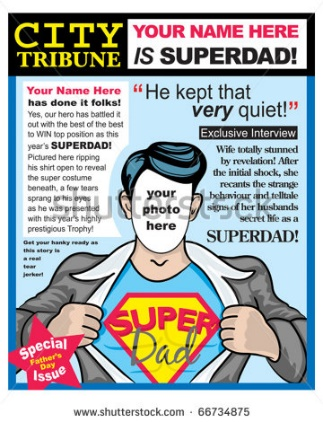 CITY
TRIBUNE
YOUR NAME HERE
IS SUPERDAD!
Your Name Here
has done it folks!
Yes, our hero has battled it
out with the best of the best
to WIN top position as this
year's SUPERDAD!
Pictured here ripping
his shirt open to reveal
the super costume
beneath, a few tears
sprang
as he was presented
with this year's highly
prestigious Trophy!
Get your hanky ready as
this story is
a real
tear
jerker!
"He kept that
very quiet!"
Exclusive Interview
Wife totally stunned
by revelation! After
the initial shock, she
recants the strange
behaviour and telltale
signs of her husbands
secret life as a
SUPERDAD!
your
photo
here
shutterstock
SUPER
Dad
Special
Father's
Day
Issue
www.shutterstock.com · 66734875